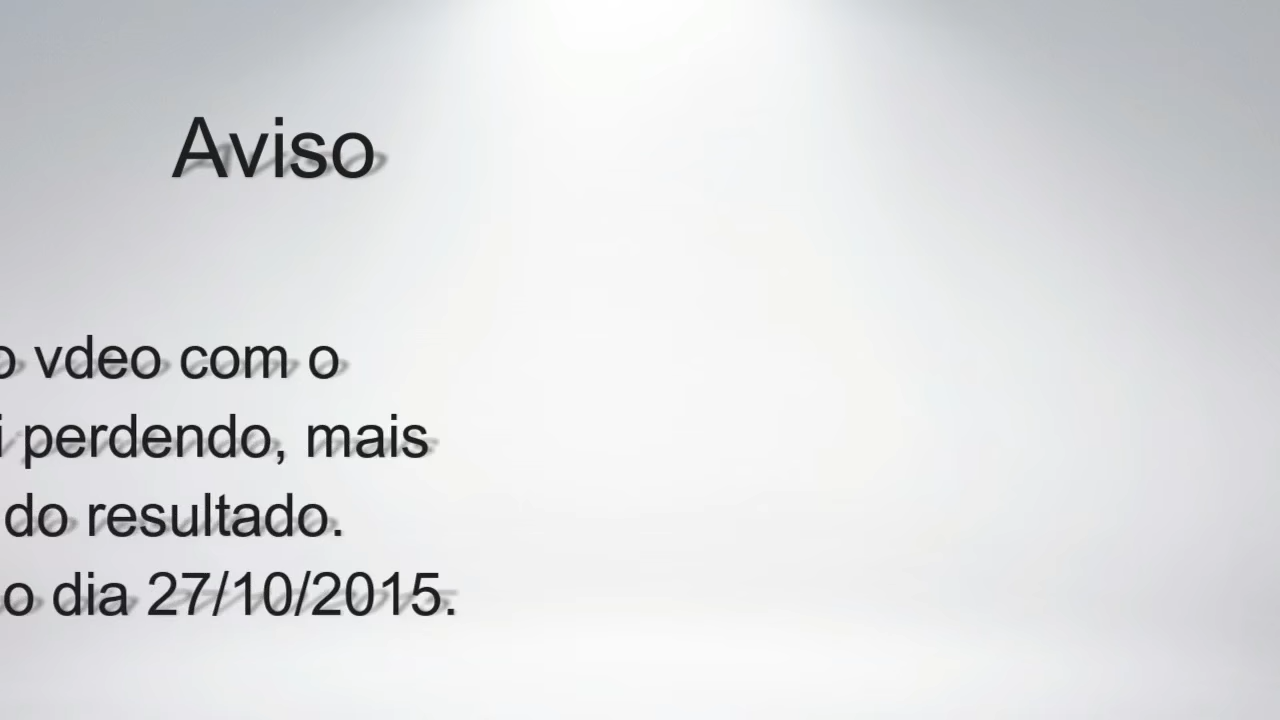 Aviso
o vdeo com o
i perdendo, mais
do resultado.
o dia 27/10/2015.